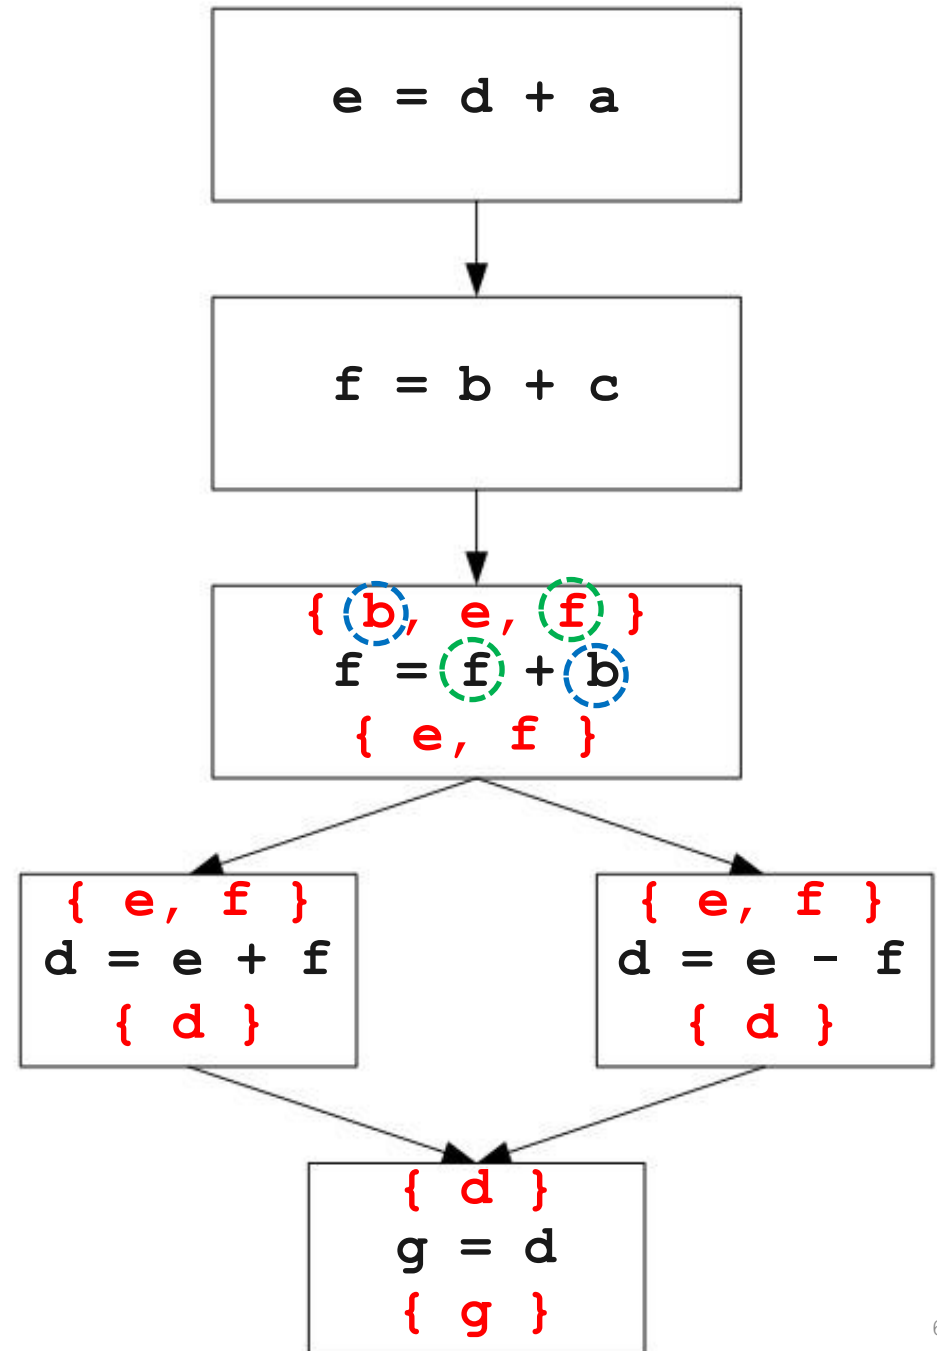 e = d + a
f = b + c
{ b, e, f }
f = f + b
{ e, f }
{ e, f }
d = e + f
{ d }
{ e, f }
d = e - f
{ d }
{ d }
g = d
{ g }